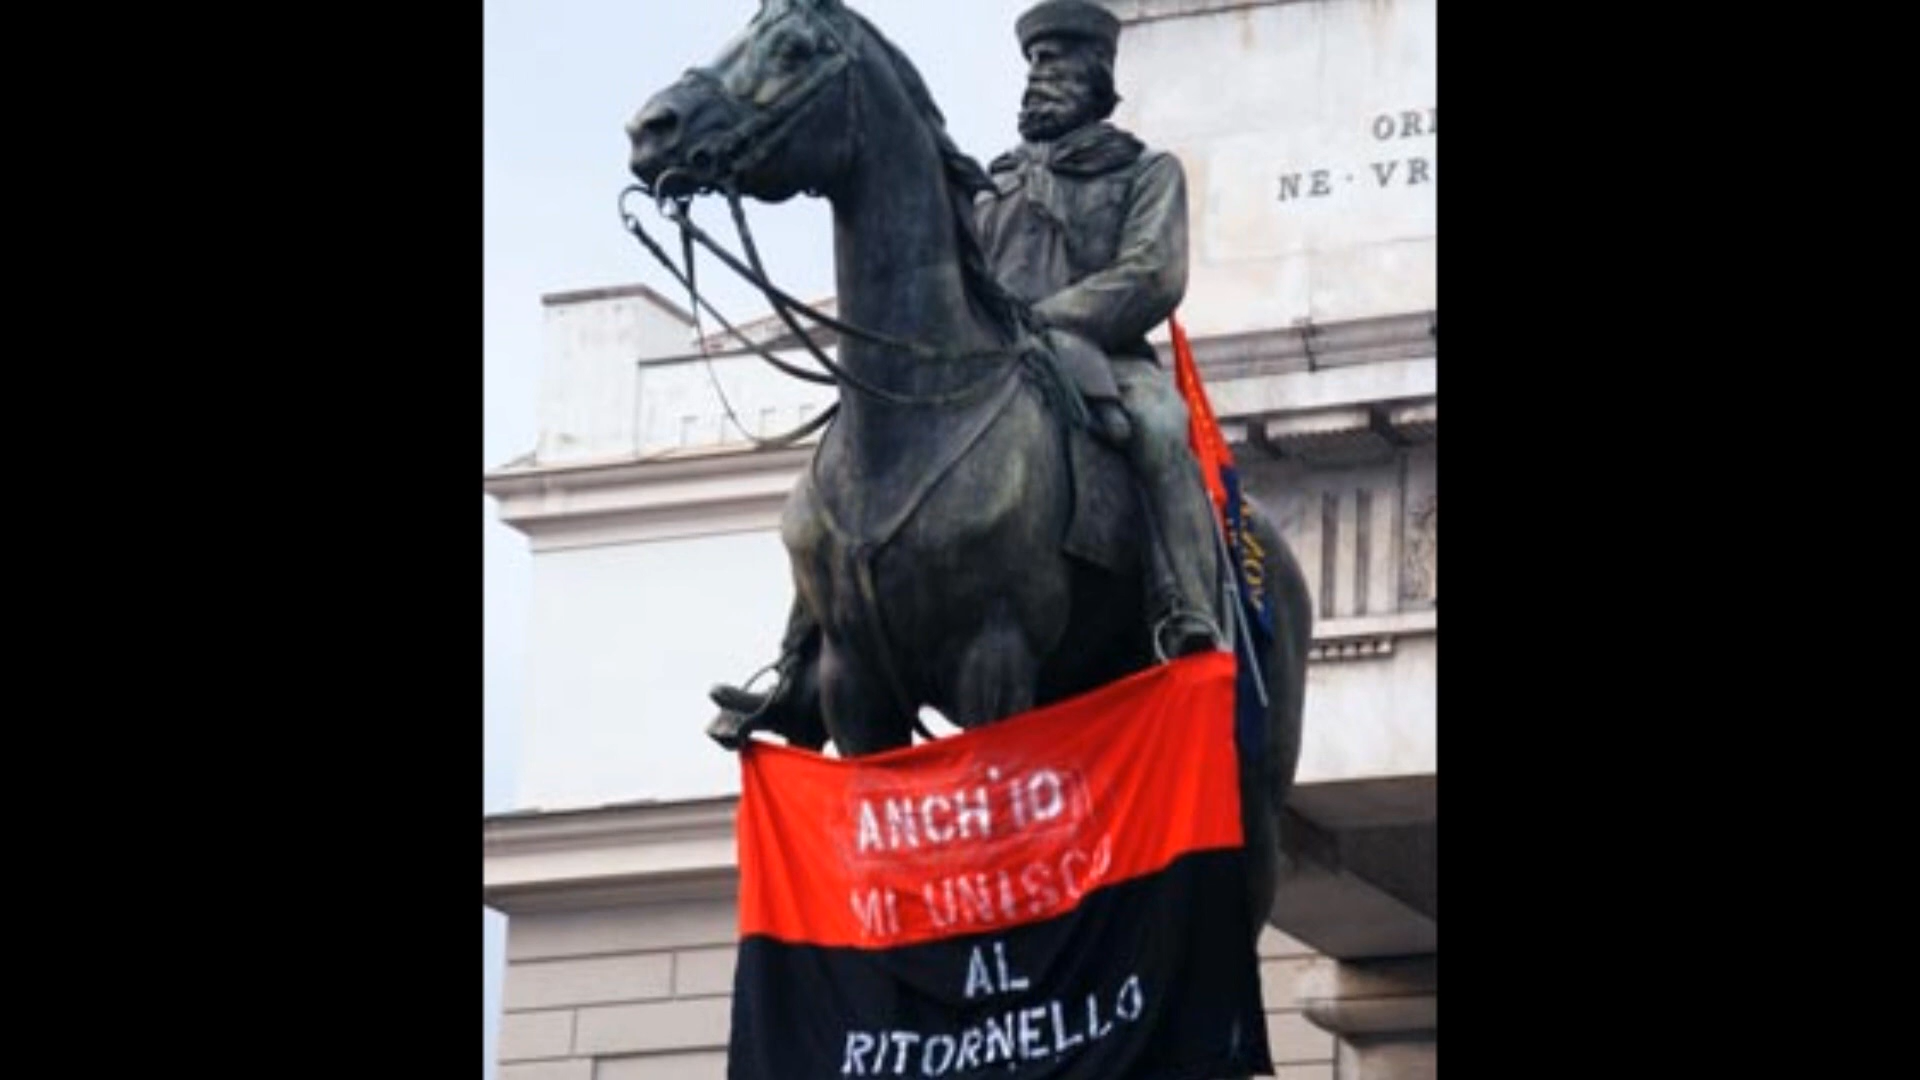 ORI
NE · VR
ANCH'IO
MI UNISCO
AL
RITORNELLO